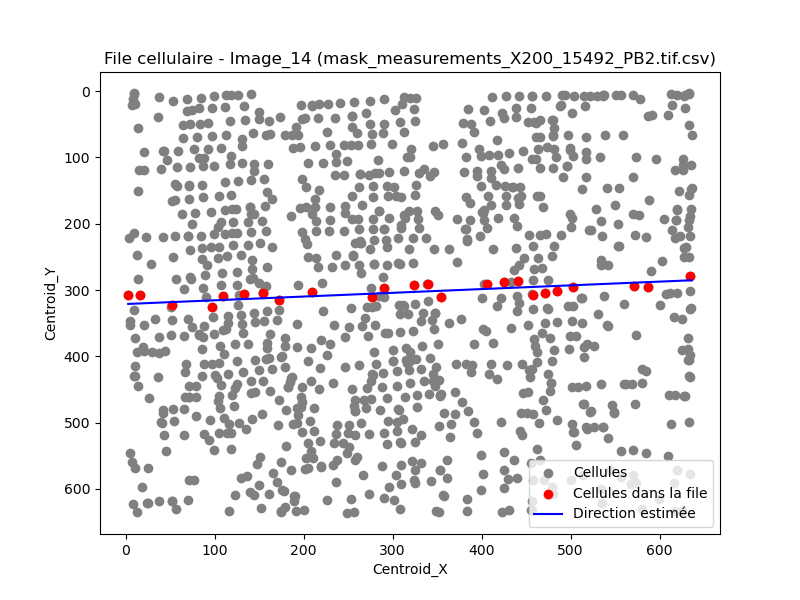 File cellulaire - Image_14 (mask_measurements_X200_15492_PB2.tif.csv)
Centroid_Y
0
100
200
300
400
500
600
Cellules
Cellules dans la file
Direction estimée
0 100 200 300 400 500 600
Centroid_X